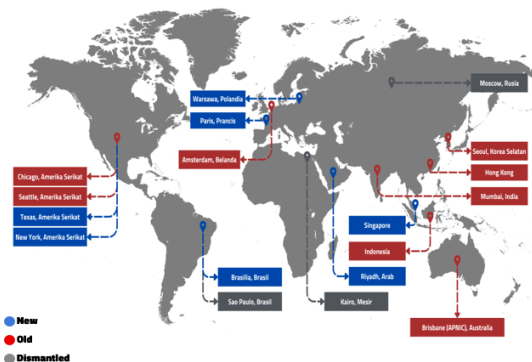 Moscow, Rusia
Warsawa, Polandia
Paris, Prancis
Amsterdam, Belanda
Seoul, Korea Selatan
Hong Kong
Mumbai, India
Chicago, Amerika Serikat
Seattle, Amerika Serikat
Texas, Amerika Serikat
New York, Amerika Serikat
Singapore
Indonesia
Brasilia, Brasil
Riyadh, Arab
Sao Paulo, Brasil
Kairo, Mesir
Brisbane (APNIC), Australia
New
Old
Dismantled